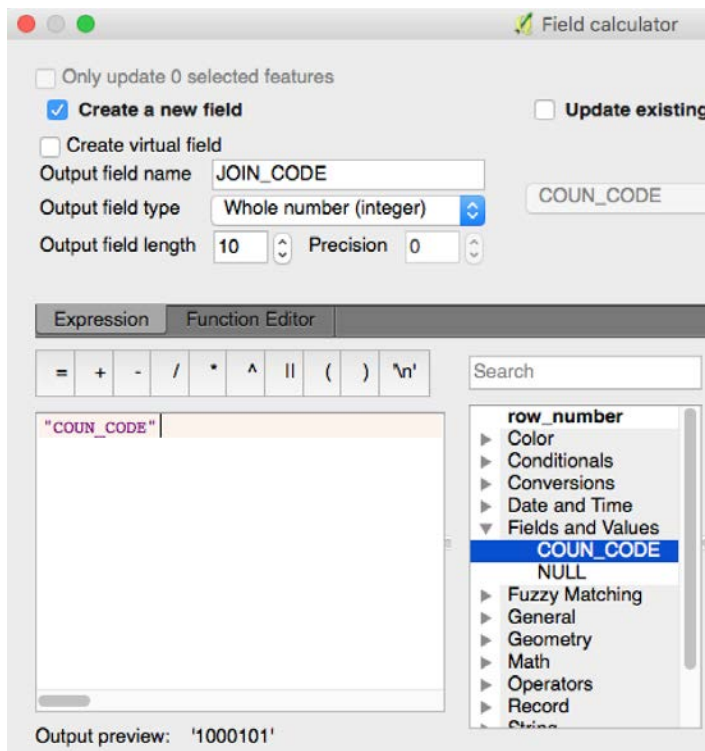 Field calculator
Only update 0 selected features
Create a new field
Update existing
Create virtual field
Output field name JOIN_CODE
Output field type Whole number (integer)
COUN_CODE
Output field length 10 Precision 0
Expression Function Editor
= + - / * ^ || ( ) '\n'
Search
"COUN_CODE"
row_number
Color
Conditionals
Conversions
Date and Time
Fields and Values
COUN_CODE
NULL
Fuzzy Matching
General
Geometry
Math
Operators
Record
String
Output preview: '1000101'